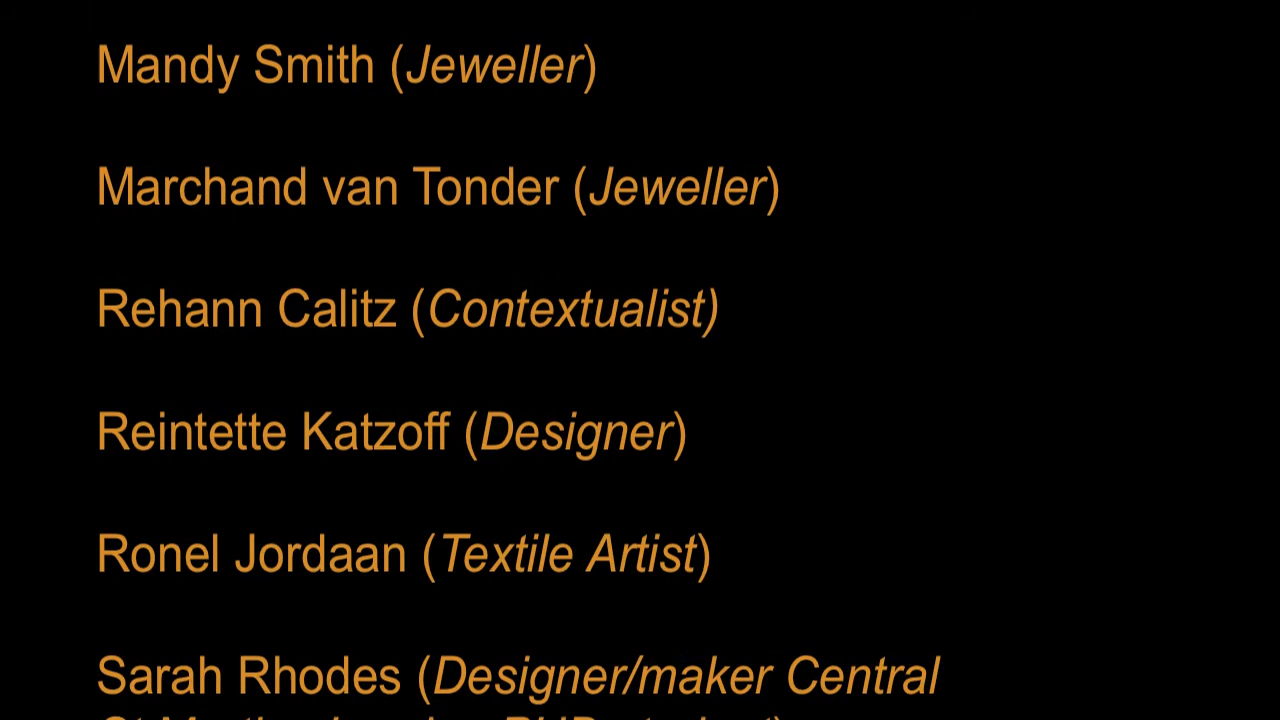 Mandy Smith (Jeweller)
Marchand van Tonder (Jeweller)
Rehann Calitz (Contextualist)
Reintette Katzoff (Designer)
Ronel Jordaan (Textile Artist)
Sarah Rhodes (Designer/maker Central